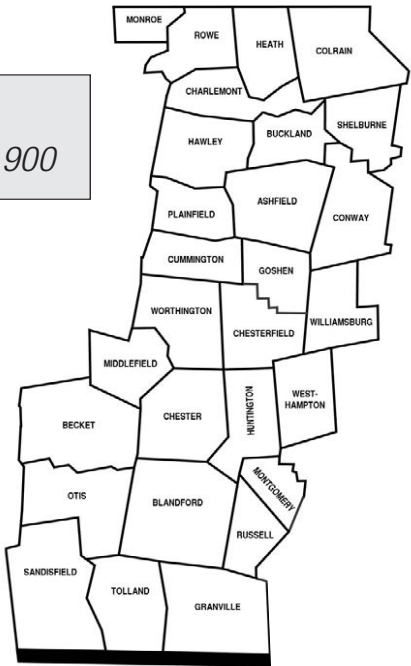 MONROE
ROWE
HEATH
COLRAIN
CHARLEMONT
900
HAWLEY
BUCKLAND
SHELBURNE
PLAINFIELD
ASHFIELD
CONWAY
CUMMINGTON
GOSHEN
WORTHINGTON
CHESTERFIELD
WILLIAMSBURG
MIDDLEFIELD
WEST-
HAMPTON
HUNTINGTON
BECKET
CHESTER
MONTGOMERY
OTIS
BLANDFORD
RUSSELL
SANDISFIELD
TOLLAND
GRANVILLE